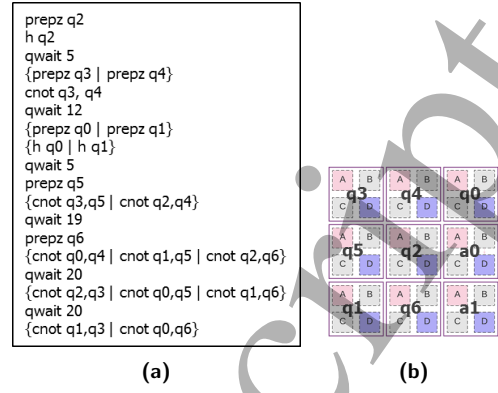 prepz q2
h q2
qwait 5
{prepz q3 | prepz q4}
cnot q3, q4
qwait 12
{prepz q0 | prepz q1}
{h q0 | h q1}
qwait 5
prepz q5
{cnot q3,q5 | cnot q2,q4}
qwait 19
prepz q6
{cnot q0,q4 | cnot q1,q5 | cnot q2,q6}
qwait 20
{cnot q2,q3 | cnot q0,q5 | cnot q1,q6}
qwait 20
{cnot q1,q3 | cnot q0,q6}
(a)
A B A B A B
q3 q4 q0
C D C D C D
A B A B A B
q5 q2 a0
C D C D C D
A B A B A B
q1 q6 a1
C D C D C D
(b)
cript